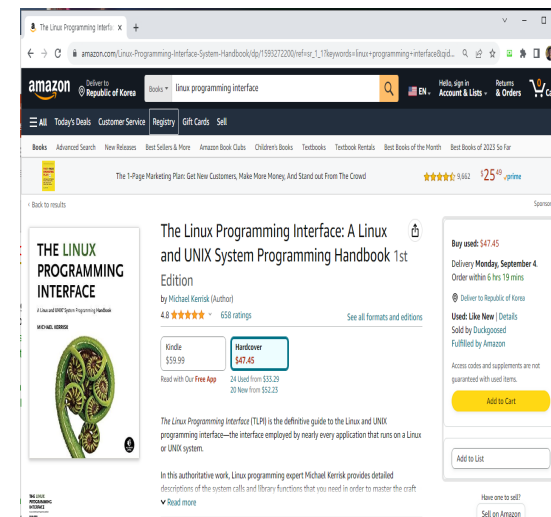 The Linux Programming Interfa
amazon.com/Linux-Programming-Interface-System-Handbook/dp/1593272200/ref=sr_1_1?keywords=linux+programming+interface&qid...
amazon
Deliver to
Republic of Korea
Books
linux programming interface
EN
Hello, sign in
Account & Lists
Returns
& Orders
Ca
All Today's Deals Customer Service Registry Gift Cards Sell
Books Advanced Search New Releases Best Sellers & More Amazon Book Clubs Children's Books Textbooks Textbook Rentals Best Books of the Month Best Books of 2023 So Far
The 1-Page Marketing Plan: Get New Customers, Make More Money, And Stand out From The Crowd
9,662 $25.49 prime
‹ Back to results
Sponsor
THE LINUX
PROGRAMMING
INTERFACE
A Linux and UNIX System Programming Handbook
MICHAEL KERRISK
The Linux Programming Interface: A Linux
and UNIX System Programming Handbook 1st
Edition
by Michael Kerrisk (Author)
4.8 658 ratings
See all formats and editions
Kindle
$59.99
Hardcover
$47.45
Read with Our Free App
24 Used from $33.29
20 New from $52.23
The Linux Programming Interface (TLPI) is the definitive guide to the Linux and UNIX
programming interface—the interface employed by nearly every application that runs on a Linux
or UNIX system.
In this authoritative work, Linux programming expert Michael Kerrisk provides detailed
descriptions of the system calls and library functions that you need in order to master the craft
Read more
Buy used: $47.45
Delivery Monday, September 4.
Order within 6 hrs 19 mins
Deliver to Republic of Korea
Used: Like New | Details
Sold by Duckgoosed
Fulfilled by Amazon
Access codes and supplements are not
guaranteed with used items.
Add to Cart
Add to List
Have one to sell?
Sell on Amazon
THE LINUX
PROGRAMMING
INTERFACE